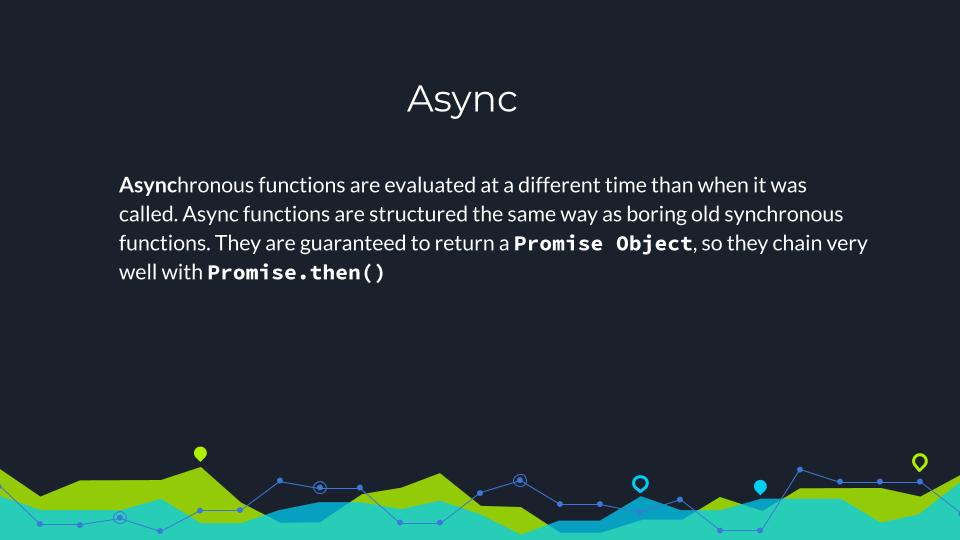 Async
Asynchronous functions are evaluated at a different time than when it was
called. Async functions are structured the same way as boring old synchronous
functions. They are guaranteed to return a Promise Object, so they chain very
well with Promise.then()